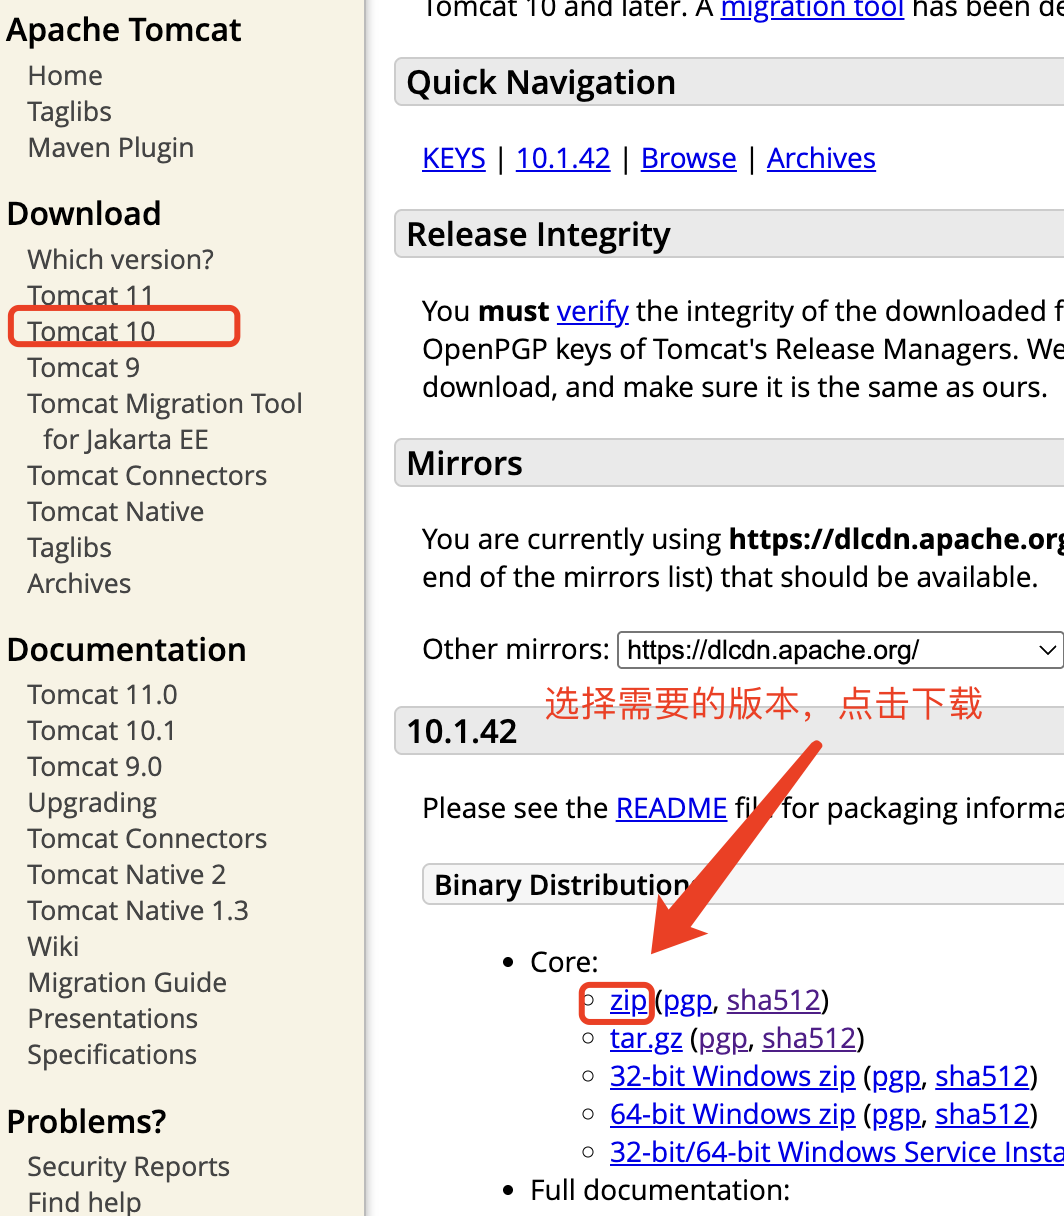 Apache Tomcat
Home
Taglibs
Maven Plugin
Download
Which version?
Tomcat 11
Tomcat 10
Tomcat 9
Tomcat Migration Tool
for Jakarta EE
Tomcat Connectors
Tomcat Native
Taglibs
Archives
Documentation
Tomcat 11.0
Tomcat 10.1
Tomcat 9.0
Upgrading
Tomcat Connectors
Tomcat Native 2
Tomcat Native 1.3
Wiki
Migration Guide
Presentations
Specifications
Problems?
Security Reports
Find help
Tomcat 10 and later. A migration tool has been de
Quick Navigation
KEYS | 10.1.42 | Browse | Archives
Release Integrity
You must verify the integrity of the downloaded f
OpenPGP keys of Tomcat's Release Managers. We
download, and make sure it is the same as ours.
Mirrors
You are currently using https://dlcdn.apache.org
end of the mirrors list) that should be available.
Other mirrors: https://dlcdn.apache.org/
选择需要的版本，点击下载
10.1.42
Please see the README file for packaging informa
Binary Distributions
Core:
zip (pgp, sha512)
tar.gz (pgp, sha512)
32-bit Windows zip (pgp, sha512)
64-bit Windows zip (pgp, sha512)
32-bit/64-bit Windows Service Insta
Full documentation: